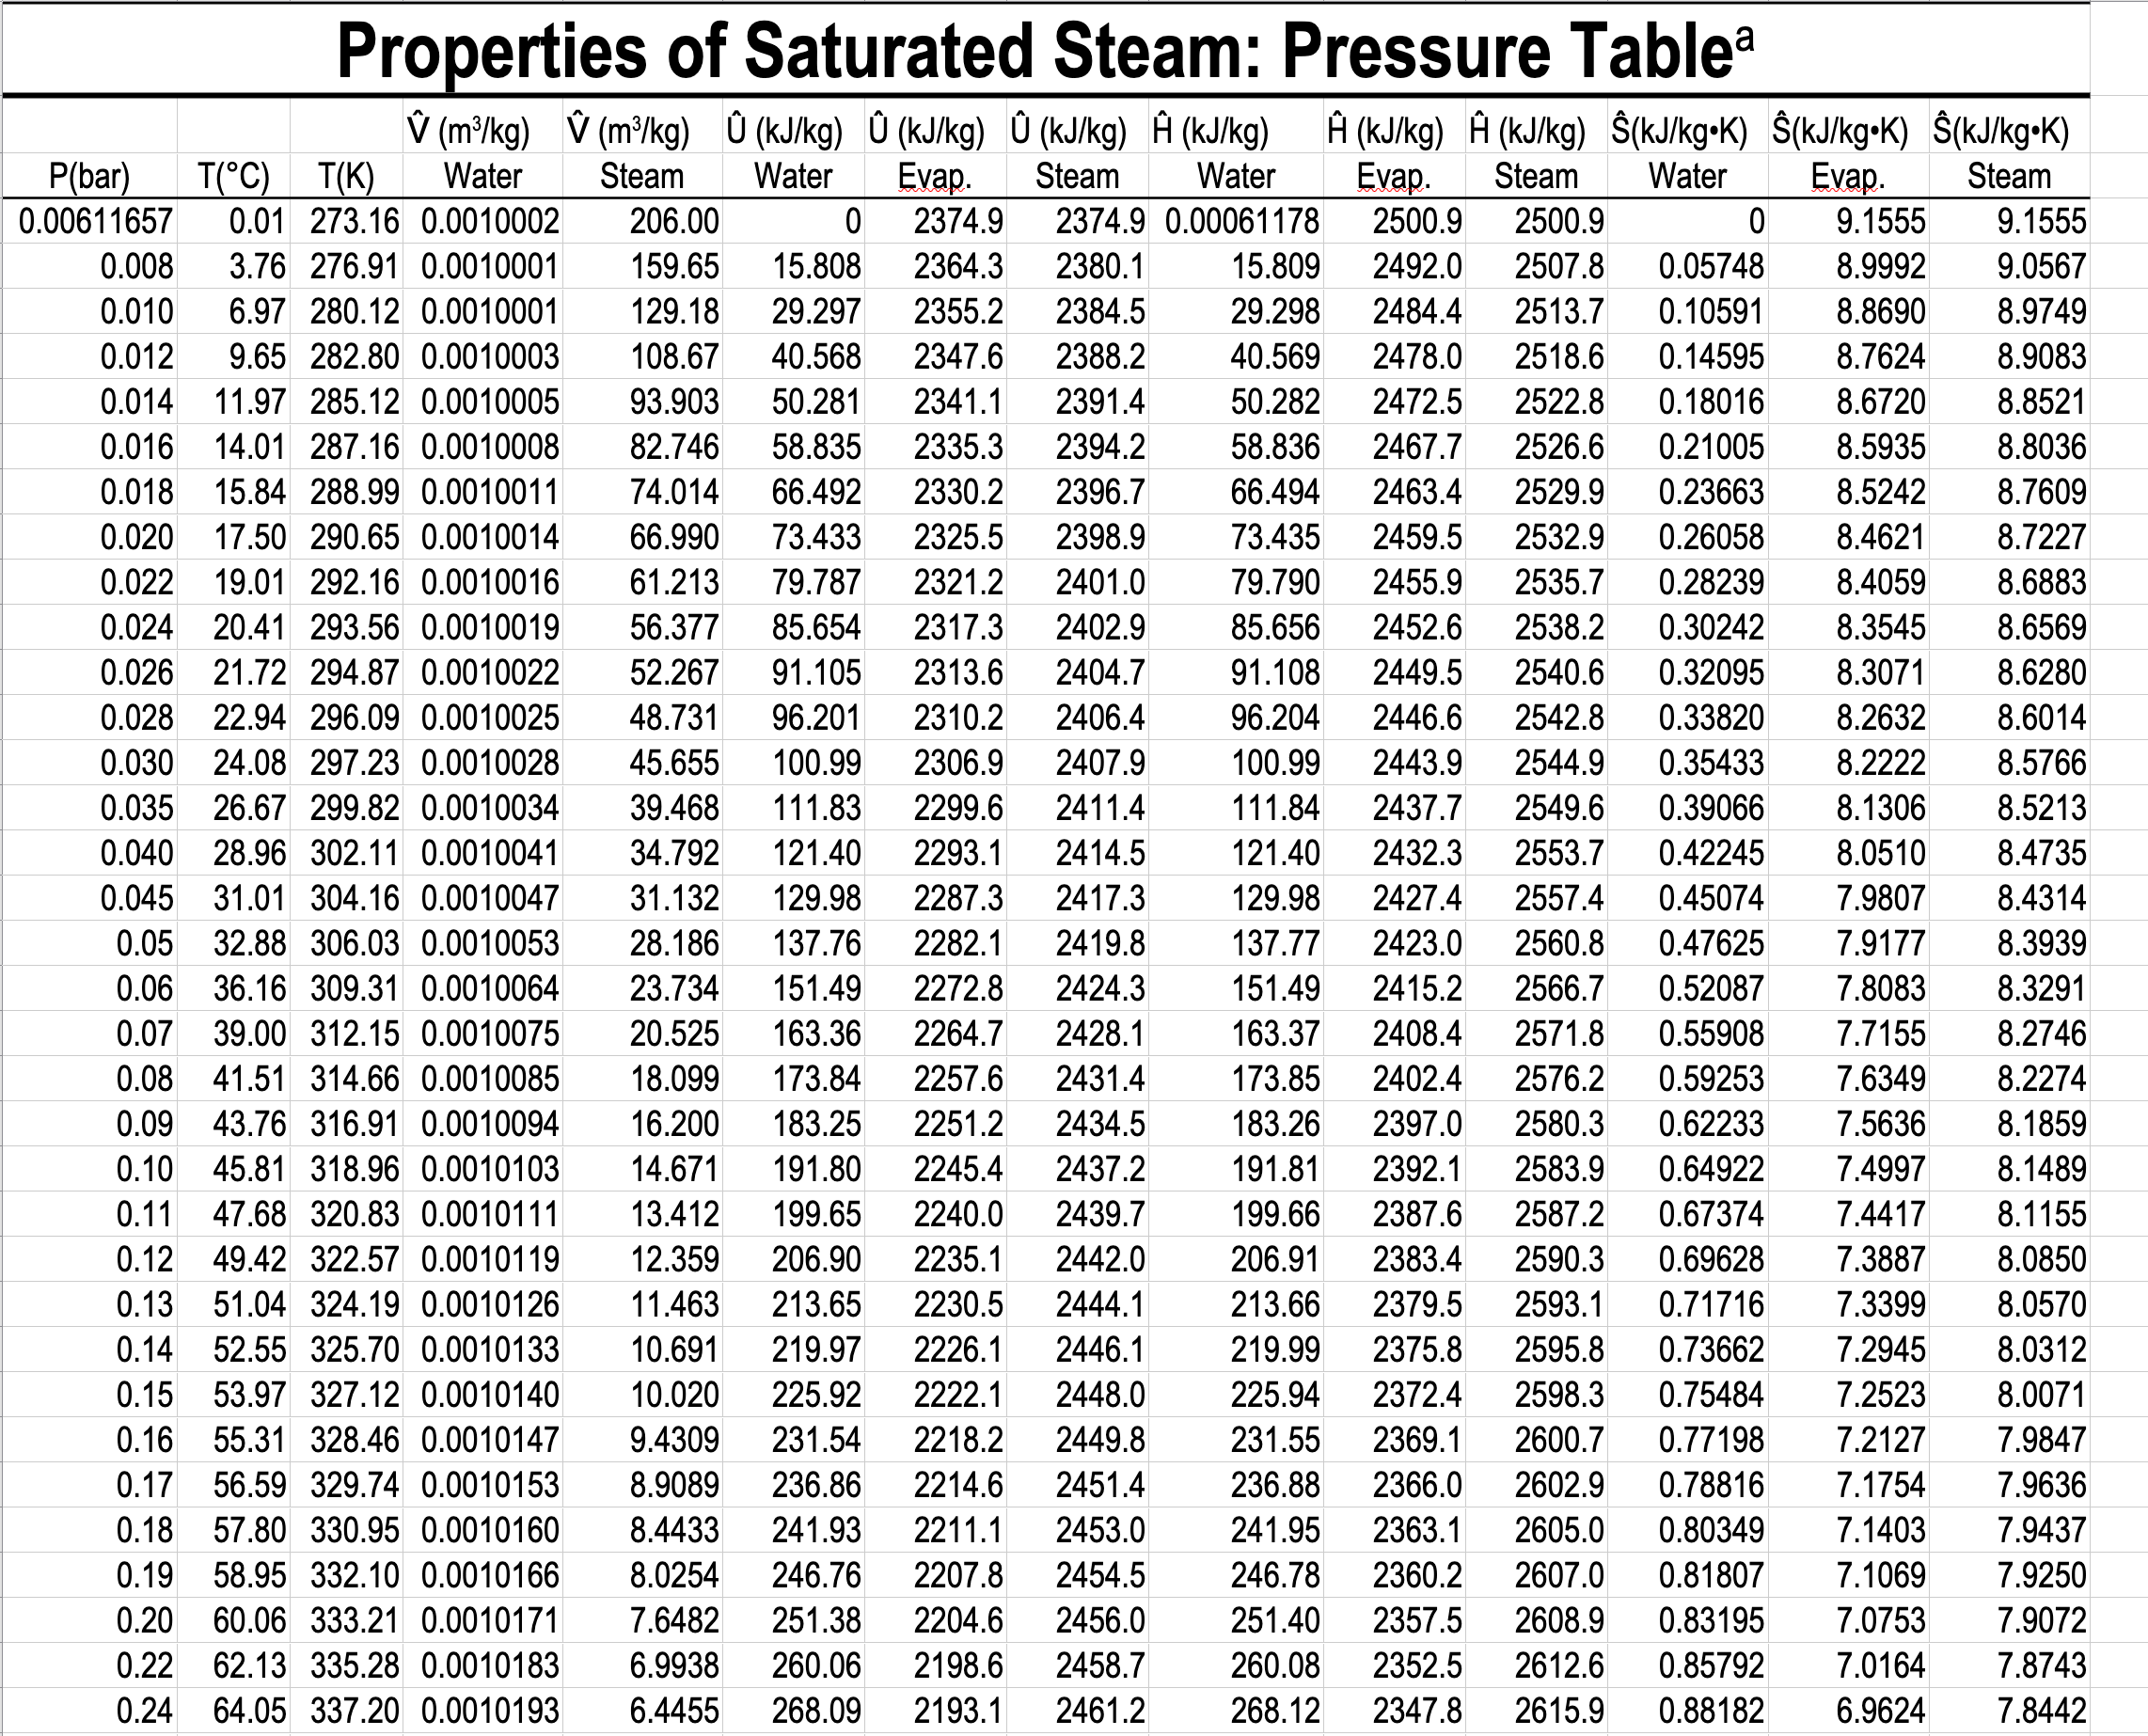 Properties of Saturated Steam: Pressure Tableᵃ
V̂ (m³/kg) V̂ (m³/kg) Û (kJ/kg) Û (kJ/kg) Û (kJ/kg) Ĥ (kJ/kg) Ĥ (kJ/kg) Ĥ (kJ/kg) Ŝ(kJ/kg•K) Ŝ(kJ/kg•K) Ŝ(kJ/kg•K)
P(bar) T(°C) T(K) Water Steam Water Evap. Steam Water Evap. Steam Water Evap. Steam
0.00611657 0.01 273.16 0.0010002 206.00 0 2374.9 2374.9 0.00061178 2500.9 2500.9 0 9.1555 9.1555
0.008 3.76 276.91 0.0010001 159.65 15.808 2364.3 2380.1 15.809 2492.0 2507.8 0.05748 8.9992 9.0567
0.010 6.97 280.12 0.0010001 129.18 29.297 2355.2 2384.5 29.298 2484.4 2513.7 0.10591 8.8690 8.9749
0.012 9.65 282.80 0.0010003 108.67 40.568 2347.6 2388.2 40.569 2478.0 2518.6 0.14595 8.7624 8.9083
0.014 11.97 285.12 0.0010005 93.903 50.281 2341.1 2391.4 50.282 2472.5 2522.8 0.18016 8.6720 8.8521
0.016 14.01 287.16 0.0010008 82.746 58.835 2335.3 2394.2 58.836 2467.7 2526.6 0.21005 8.5935 8.8036
0.018 15.84 288.99 0.0010011 74.014 66.492 2330.2 2396.7 66.494 2463.4 2529.9 0.23663 8.5242 8.7609
0.020 17.50 290.65 0.0010014 66.990 73.433 2325.5 2398.9 73.435 2459.5 2532.9 0.26058 8.4621 8.7227
0.022 19.01 292.16 0.0010016 61.213 79.787 2321.2 2401.0 79.790 2455.9 2535.7 0.28239 8.4059 8.6883
0.024 20.41 293.56 0.0010019 56.377 85.654 2317.3 2402.9 85.656 2452.6 2538.2 0.30242 8.3545 8.6569
0.026 21.72 294.87 0.0010022 52.267 91.105 2313.6 2404.7 91.108 2449.5 2540.6 0.32095 8.3071 8.6280
0.028 22.94 296.09 0.0010025 48.731 96.201 2310.2 2406.4 96.204 2446.6 2542.8 0.33820 8.2632 8.6014
0.030 24.08 297.23 0.0010028 45.655 100.99 2306.9 2407.9 100.99 2443.9 2544.9 0.35433 8.2222 8.5766
0.035 26.67 299.82 0.0010034 39.468 111.83 2299.6 2411.4 111.84 2437.7 2549.6 0.39066 8.1306 8.5213
0.040 28.96 302.11 0.0010041 34.792 121.40 2293.1 2414.5 121.40 2432.3 2553.7 0.42245 8.0510 8.4735
0.045 31.01 304.16 0.0010047 31.132 129.98 2287.3 2417.3 129.98 2427.4 2557.4 0.45074 7.9807 8.4314
0.05 32.88 306.03 0.0010053 28.186 137.76 2282.1 2419.8 137.77 2423.0 2560.8 0.47625 7.9177 8.3939
0.06 36.16 309.31 0.0010064 23.734 151.49 2272.8 2424.3 151.49 2415.2 2566.7 0.52087 7.8083 8.3291
0.07 39.00 312.15 0.0010075 20.525 163.36 2264.7 2428.1 163.37 2408.4 2571.8 0.55908 7.7155 8.2746
0.08 41.51 314.66 0.0010085 18.099 173.84 2257.6 2431.4 173.85 2402.4 2576.2 0.59253 7.6349 8.2274
0.09 43.76 316.91 0.0010094 16.200 183.25 2251.2 2434.5 183.26 2397.0 2580.3 0.62233 7.5636 8.1859
0.10 45.81 318.96 0.0010103 14.671 191.80 2245.4 2437.2 191.81 2392.1 2583.9 0.64922 7.4997 8.1489
0.11 47.68 320.83 0.0010111 13.412 199.65 2240.0 2439.7 199.66 2387.6 2587.2 0.67374 7.4417 8.1155
0.12 49.42 322.57 0.0010119 12.359 206.90 2235.1 2442.0 206.91 2383.4 2590.3 0.69628 7.3887 8.0850
0.13 51.04 324.19 0.0010126 11.463 213.65 2230.5 2444.1 213.66 2379.5 2593.1 0.71716 7.3399 8.0570
0.14 52.55 325.70 0.0010133 10.691 219.97 2226.1 2446.1 219.99 2375.8 2595.8 0.73662 7.2945 8.0312
0.15 53.97 327.12 0.0010140 10.020 225.92 2222.1 2448.0 225.94 2372.4 2598.3 0.75484 7.2523 8.0071
0.16 55.31 328.46 0.0010147 9.4309 231.54 2218.2 2449.8 231.55 2369.1 2600.7 0.77198 7.2127 7.9847
0.17 56.59 329.74 0.0010153 8.9089 236.86 2214.6 2451.4 236.88 2366.0 2602.9 0.78816 7.1754 7.9636
0.18 57.80 330.95 0.0010160 8.4433 241.93 2211.1 2453.0 241.95 2363.1 2605.0 0.80349 7.1403 7.9437
0.19 58.95 332.10 0.0010166 8.0254 246.76 2207.8 2454.5 246.78 2360.2 2607.0 0.81807 7.1069 7.9250
0.20 60.06 333.21 0.0010171 7.6482 251.38 2204.6 2456.0 251.40 2357.5 2608.9 0.83195 7.0753 7.9072
0.22 62.13 335.28 0.0010183 6.9938 260.06 2198.6 2458.7 260.08 2352.5 2612.6 0.85792 7.0164 7.8743
0.24 64.05 337.20 0.0010193 6.4455 268.09 2193.1 2461.2 268.12 2347.8 2615.9 0.88182 6.9624 7.8442